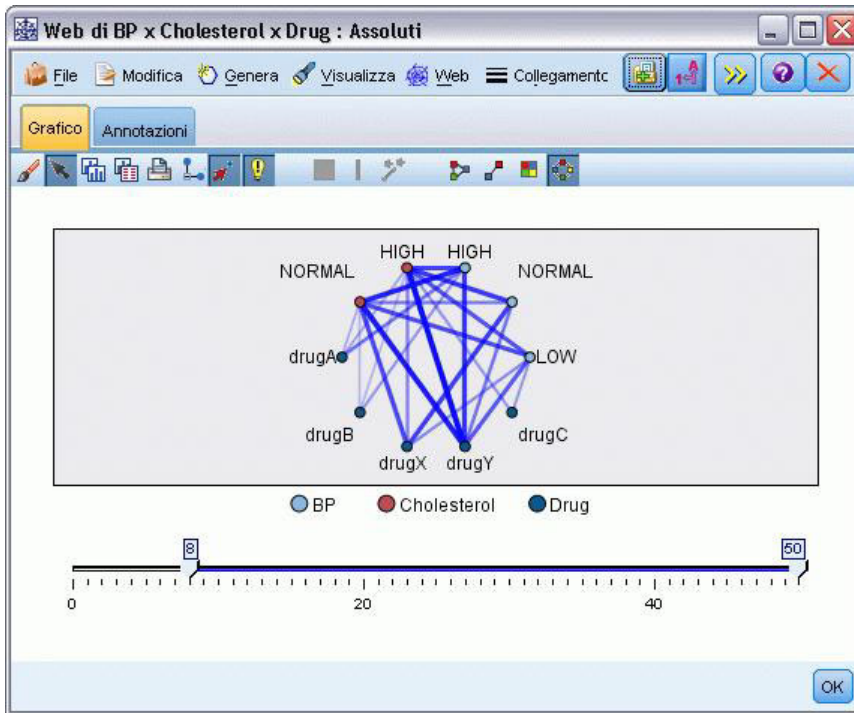 Web di BP x Cholesterol x Drug : Assoluti
File Modifica Genera Visualizza Web Collegamentc
Grafico Annotazioni
HIGH HIGH
NORMAL NORMAL
drugA LOW
drugB drugC
drugX drugY
BP Cholesterol Drug
8 50
0 20 40
OK